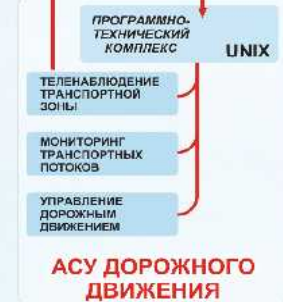 ПРОГРАММНО-
ТЕХНИЧЕСКИЙ
КОМПЛЕКС
UNIX
ТЕЛЕНАБЛЮДЕНИЕ
ТРАНСПОРТНОЙ
ЗОНЫ
МОНИТОРИНГ
ТРАНСПОРТНЫХ
ПОТОКОВ
УПРАВЛЕНИЕ
ДОРОЖНЫМ
ДВИЖЕНИЕМ
АСУ ДОРОЖНОГО
ДВИЖЕНИЯ